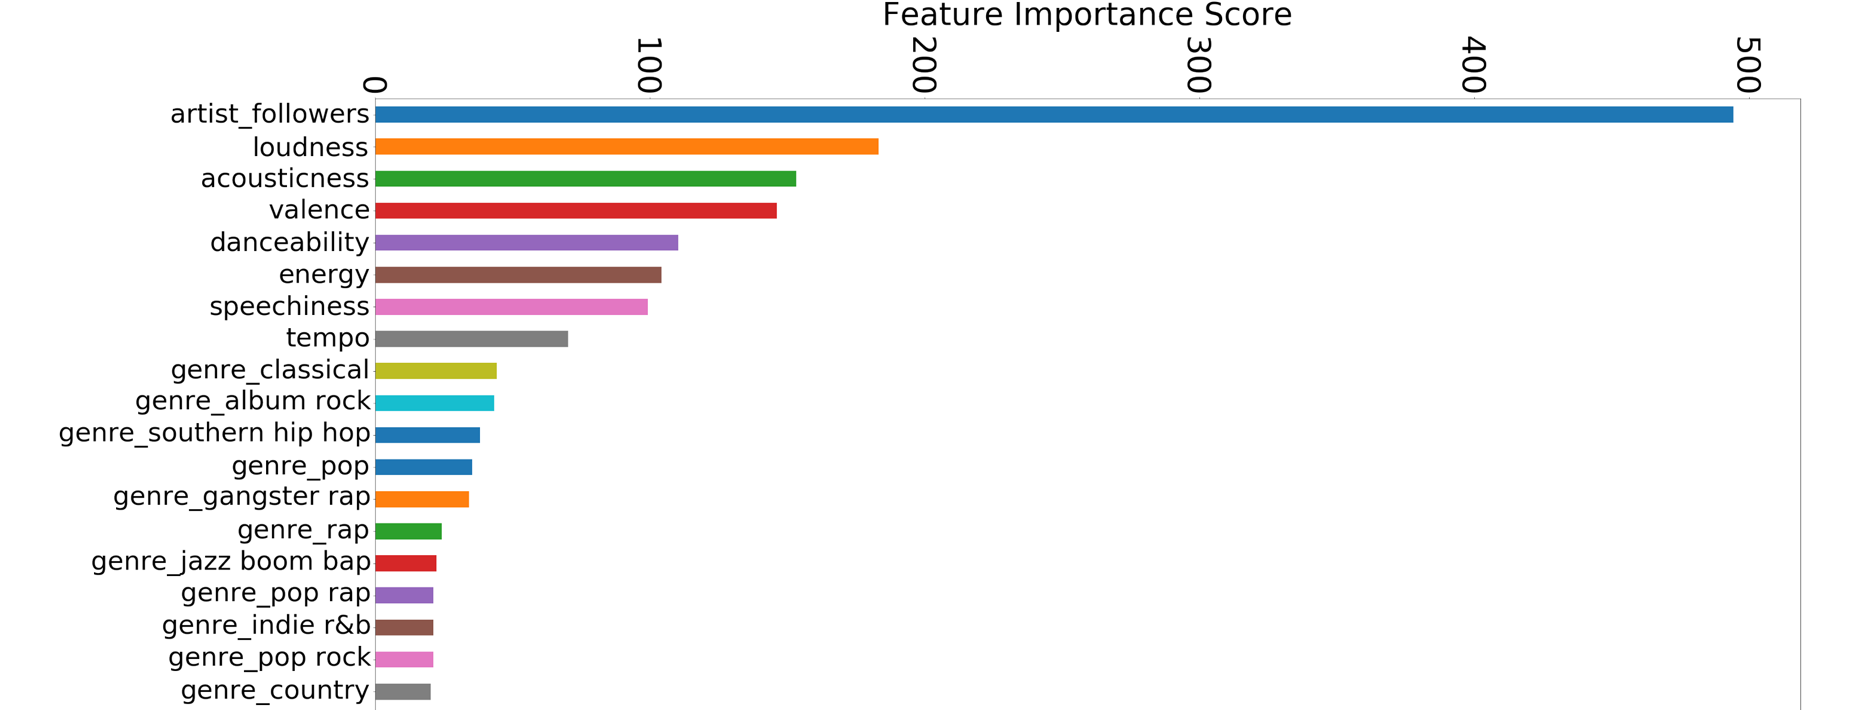 Feature Importance Score
0
100
200
300
400
500
artist_followers
loudness
acousticness
valence
danceability
energy
speechiness
tempo
genre_classical
genre_album rock
genre_southern hip hop
genre_pop
genre_gangster rap
genre_rap
genre_jazz boom bap
genre_pop rap
genre_indie r&b
genre_pop rock
genre_country